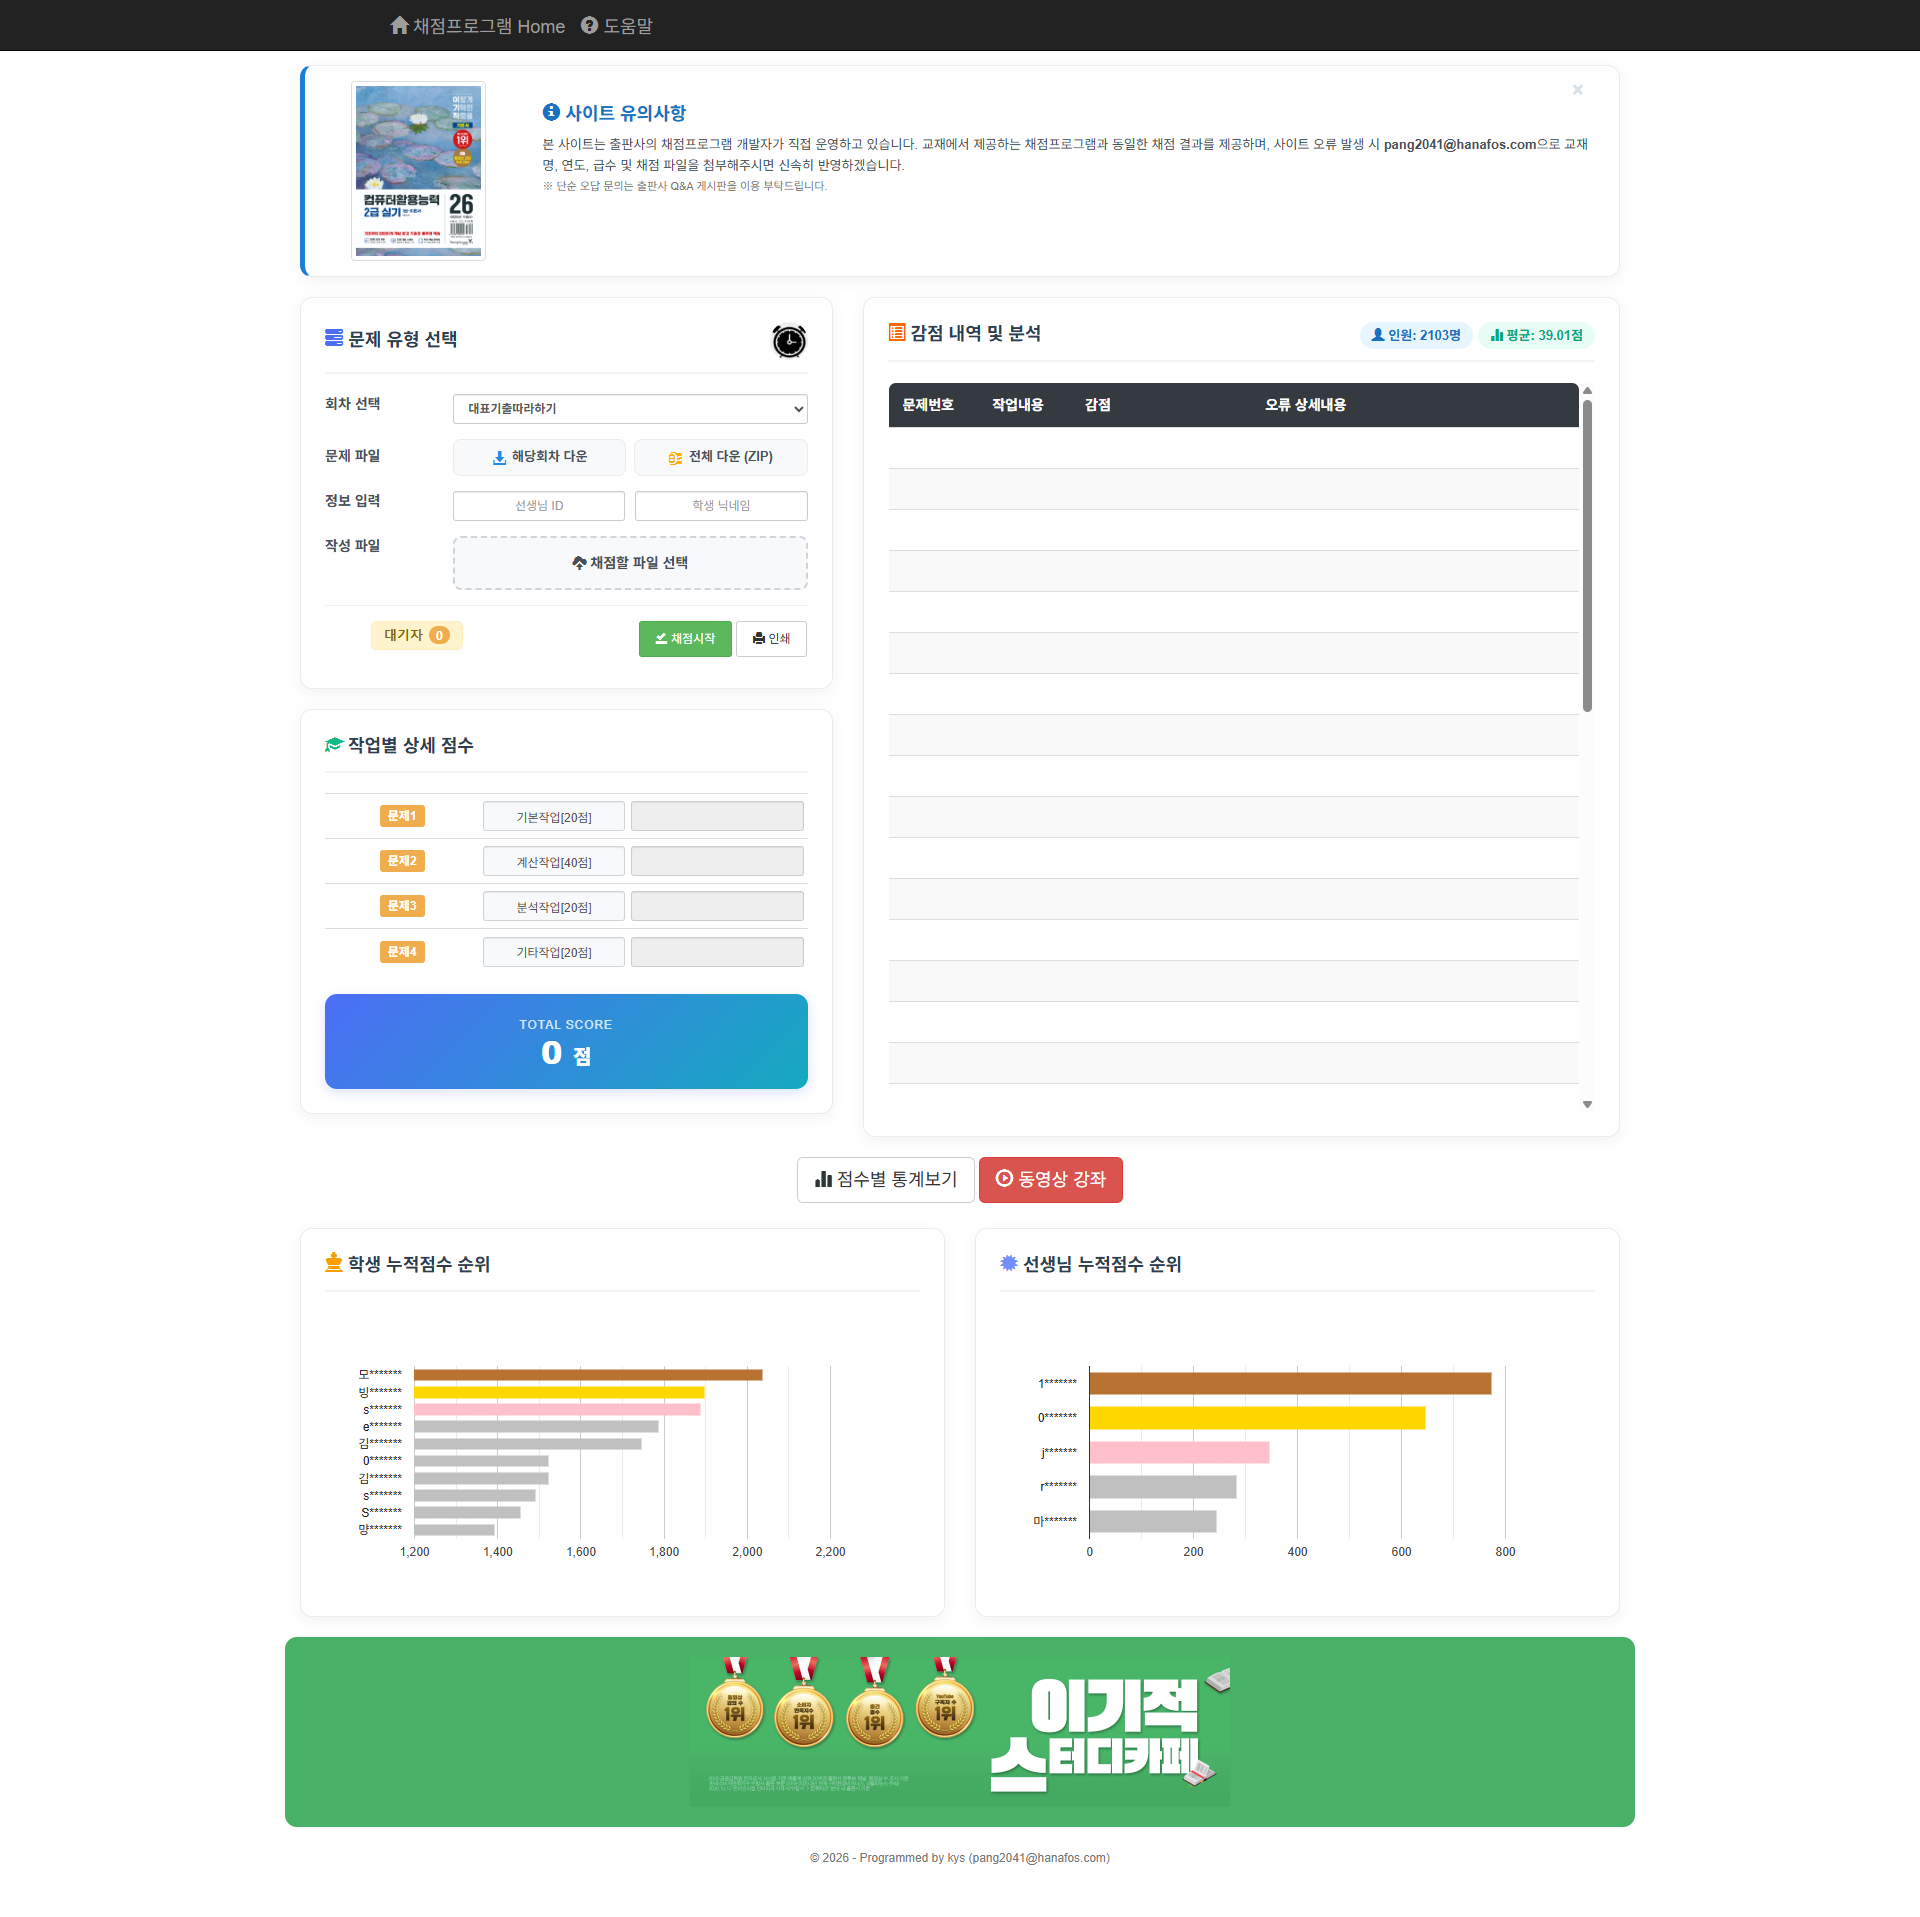 채점프로그램 Home 도움말
×
사이트 유의사항
본 사이트는 출판사의 채점프로그램 개발자가 직접 운영하고 있습니다. 교재에서 제공하는 채점프로그램과 동일한 채점 결과를 제공하며, 사이트 오류 발생 시 pang2041@hanafos.com으로 교재
명, 연도, 급수 및 채점 파일을 첨부해주시면 신속히 반영하겠습니다.
※ 단순 오답 문의는 출판사 Q&A 게시판을 이용 부탁드립니다.
1위
컴퓨터활용능력
2급 실기
26
문제 유형 선택
회차 선택
대표기출따라하기
문제 파일
해당회차 다운
전체 다운 (ZIP)
정보 입력
선생님 ID
학생 닉네임
작성 파일
채점할 파일 선택
대기자 0
채점시작
인쇄
작업별 상세 점수
문제1 기본작업[20점]
문제2 계산작업[40점]
문제3 분석작업[20점]
문제4 기타작업[20점]
TOTAL SCORE
0 점
감점 내역 및 분석
인원: 2103명
평균: 39.01점
문제번호 작업내용 감점 오류 상세내용
점수별 통계보기
동영상 강좌
학생 누적점수 순위
모*******
빙*******
s*******
e*******
김*******
0*******
김*******
s*******
S*******
망*******
1,200 1,400 1,600 1,800 2,000 2,200
선생님 누적점수 순위
1*******
0*******
j*******
r*******
마*******
0 200 400 600 800
동영상
1위
소비자
만족지수
1위
1위
YouTube
구독자 수
1위
이기적
스터디카페
© 2026 - Programmed by kys (pang2041@hanafos.com)